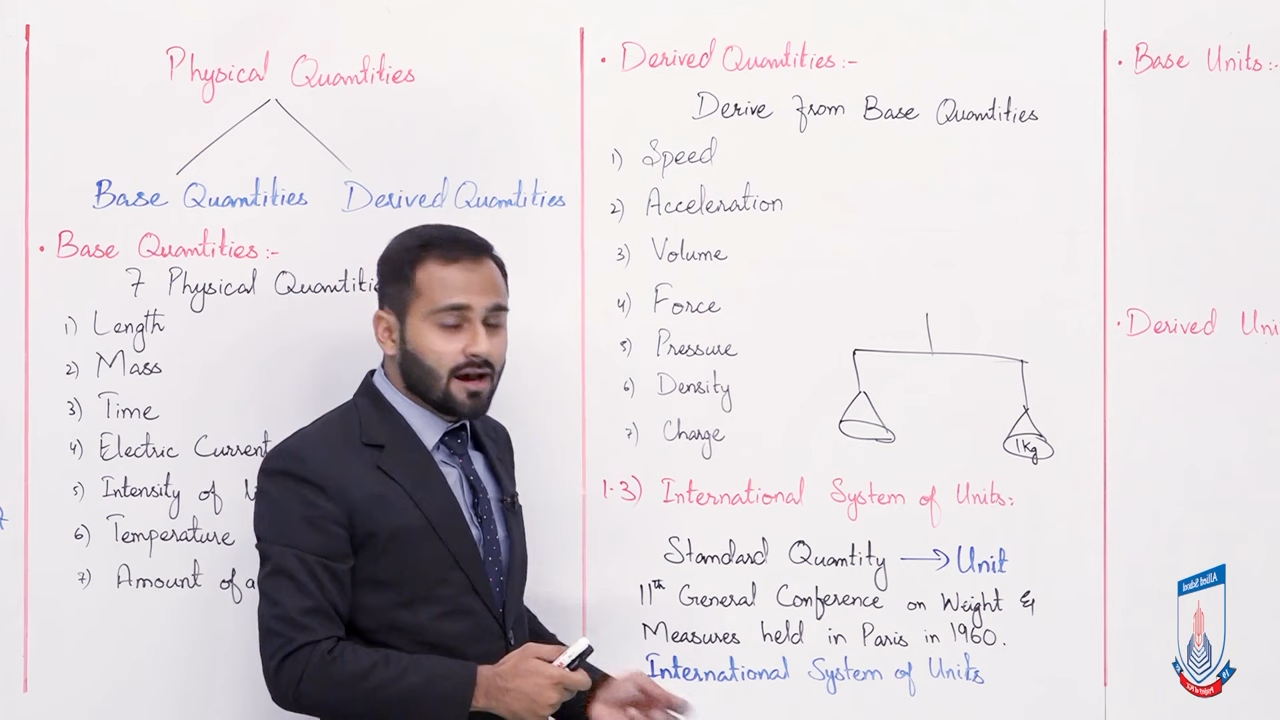 Physical Quantities
Base Quantities
Derived Quantities
• Base Quantities:-
7 Physical Quantitie
1) Length
2) Mass
3) Time
4) Electric Current
5) Intensity of
6) Temperature
7) Amount of a
• Derived Quantities:-
Derive from Base Quantities
1) Speed
2) Acceleration
3) Volume
4) Force
5) Pressure
6) Density
7) Charge
1Kg
1.3) International System of Units:
Standard Quantity → Unit
11th General Conference on Weight &
Measures held in Paris in 1960.
International System of Units
• Base Units:-
• Derived Uni
Allied School